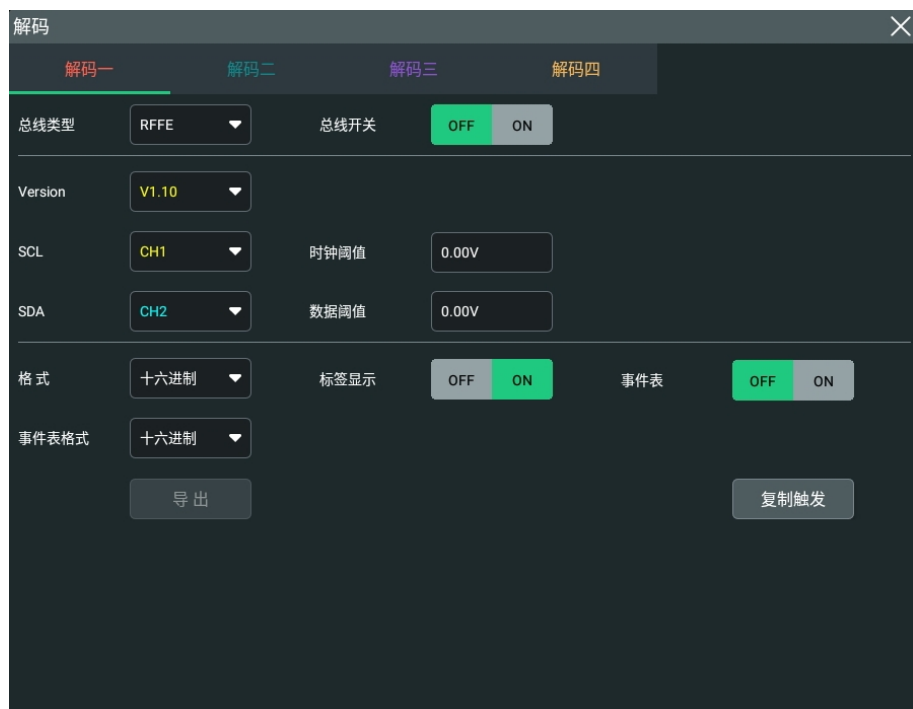 解码
解码一 解码二 解码三 解码四
总线类型 RFFE 总线开关 OFF ON
Version V1.10
SCL CH1 时钟阈值 0.00V
SDA CH2 数据阈值 0.00V
格式 十六进制 标签显示 OFF ON 事件表 OFF ON
事件表格式 十六进制
导出 复制触发